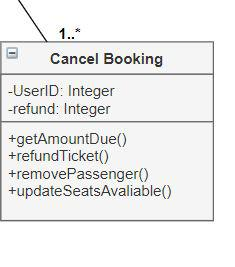 1..*
Cancel Booking
-UserID: Integer
-refund: Integer
+getAmountDue()
+refundTicket()
+removePassenger()
+updateSeatsAvaliable()